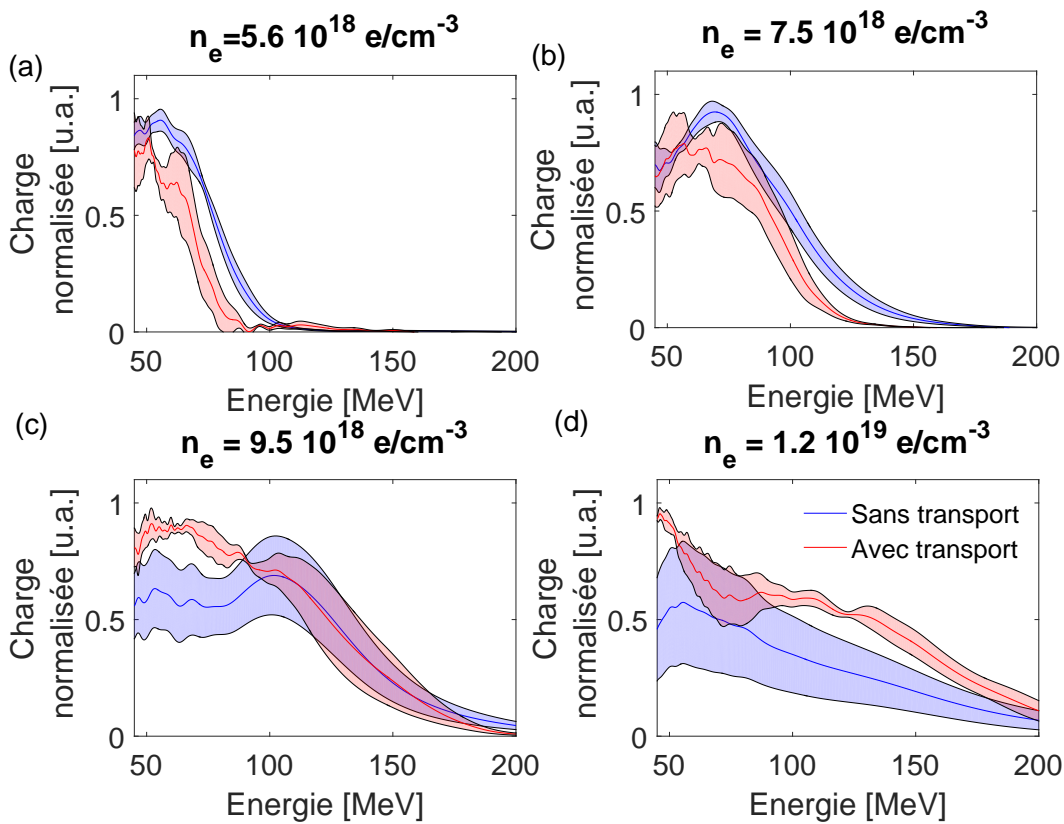 (a)
n_e=5.6 10^18 e/cm^-3
1
0.5
0
Charge
normalisée [u.a.]
50 100 150 200
Energie [MeV]
(b)
n_e = 7.5 10^18 e/cm^-3
1
0.5
0
Charge
normalisée [u.a.]
50 100 150 200
Energie [MeV]
(c)
n_e = 9.5 10^18 e/cm^-3
1
0.5
0
Charge
normalisée [u.a.]
50 100 150 200
Energie [MeV]
(d)
n_e = 1.2 10^19 e/cm^-3
1
0.5
0
Charge
normalisée [u.a.]
Sans transport
Avec transport
50 100 150 200
Energie [MeV]